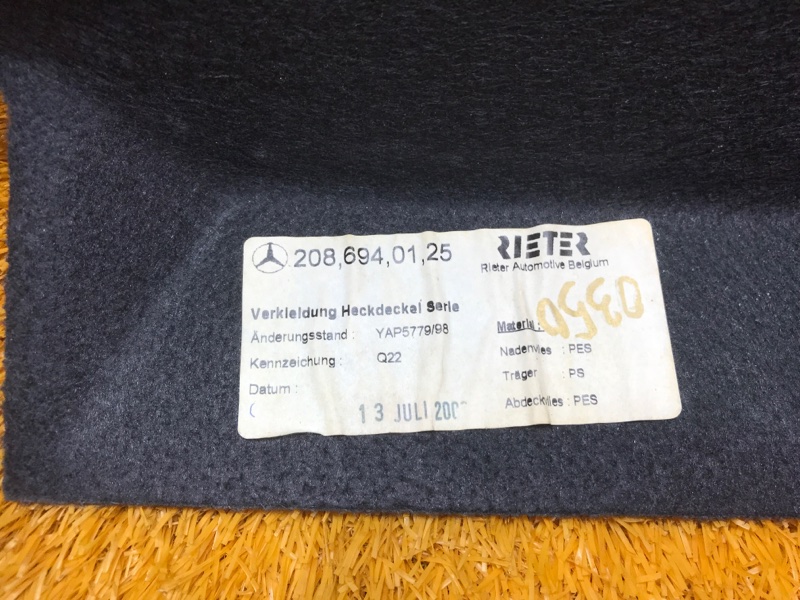 208,694,01,25
RIETER
Rieter Automotive Belgium
Verkleidung Heckdeckel Serie
Änderungsstand : YAP5779/98
Kennzeichung : Q22
Datum :
(
13 JULI
Material :
0350
Nadenvlies : PES
Träger : PS
Abdeckvlies : PES